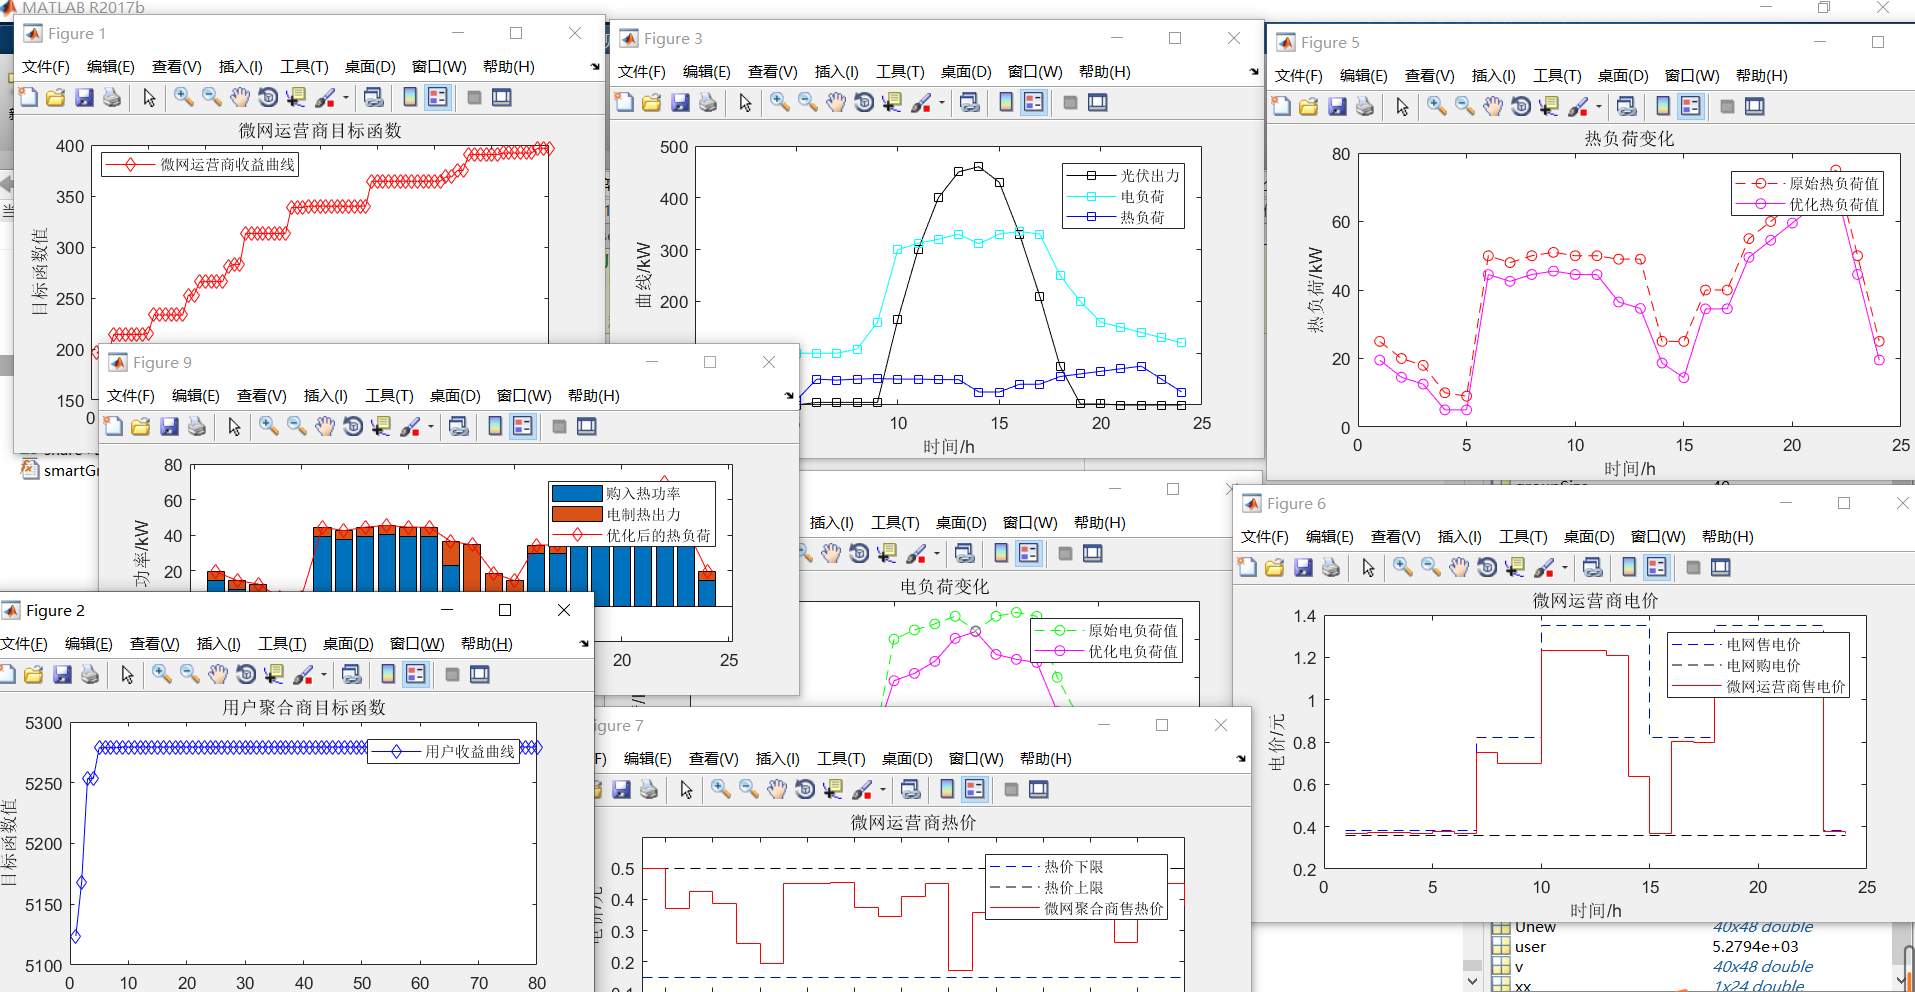 MATLAB R2017b
Figure 1
文件(F) 编辑(E) 查看(V) 插入(I) 工具(T) 桌面(D) 窗口(W) 帮助(H)
微网运营商目标函数
微网运营商收益曲线
目标函数值
400
350
300
250
200
150
0
Figure 3
文件(F) 编辑(E) 查看(V) 插入(I) 工具(T) 桌面(D) 窗口(W) 帮助(H)
光伏出力
电负荷
热负荷
曲线/kW
500
400
300
200
10 15 20 25
时间/h
Figure 5
文件(F) 编辑(E) 查看(V) 插入(I) 工具(T) 桌面(D) 窗口(W) 帮助(H)
热负荷变化
原始热负荷值
优化热负荷值
热负荷/kW
80
60
40
20
0
0 5 10 15 20 25
时间/h
Figure 9
文件(F) 编辑(E) 查看(V) 插入(I) 工具(T) 桌面(D) 窗口(W) 帮助(H)
购入热功率
电制热出力
优化后的热负荷
功率/kW
80
60
40
20
20 25
smartGr
插入(I) 工具(T) 桌面(D) 窗口(W) 帮助(H)
电负荷变化
原始电负荷值
优化电负荷值
Figure 6
文件(F) 编辑(E) 查看(V) 插入(I) 工具(T) 桌面(D) 窗口(W) 帮助(H)
微网运营商电价
电网售电价
电网购电价
微网运营商售电价
电价/元
1.4
1.2
1
0.8
0.6
0.4
0.2
0 5 10 15 20 25
时间/h
Figure 2
文件(F) 编辑(E) 查看(V) 插入(I) 工具(T) 桌面(D) 窗口(W) 帮助(H)
用户聚合商目标函数
用户收益曲线
目标函数值
5300
5250
5200
5150
5100
0 10 20 30 40 50 60 70 80
igure 7
F) 编辑(E) 查看(V) 插入(I) 工具(T) 桌面(D) 窗口(W) 帮助(H)
微网运营商热价
热价下限
热价上限
微网聚合商售热价
0.5
0.4
0.3
0.2
Unew 40x48 double
user 5.2794e+03
v 40x48 double
xx 1x24 double